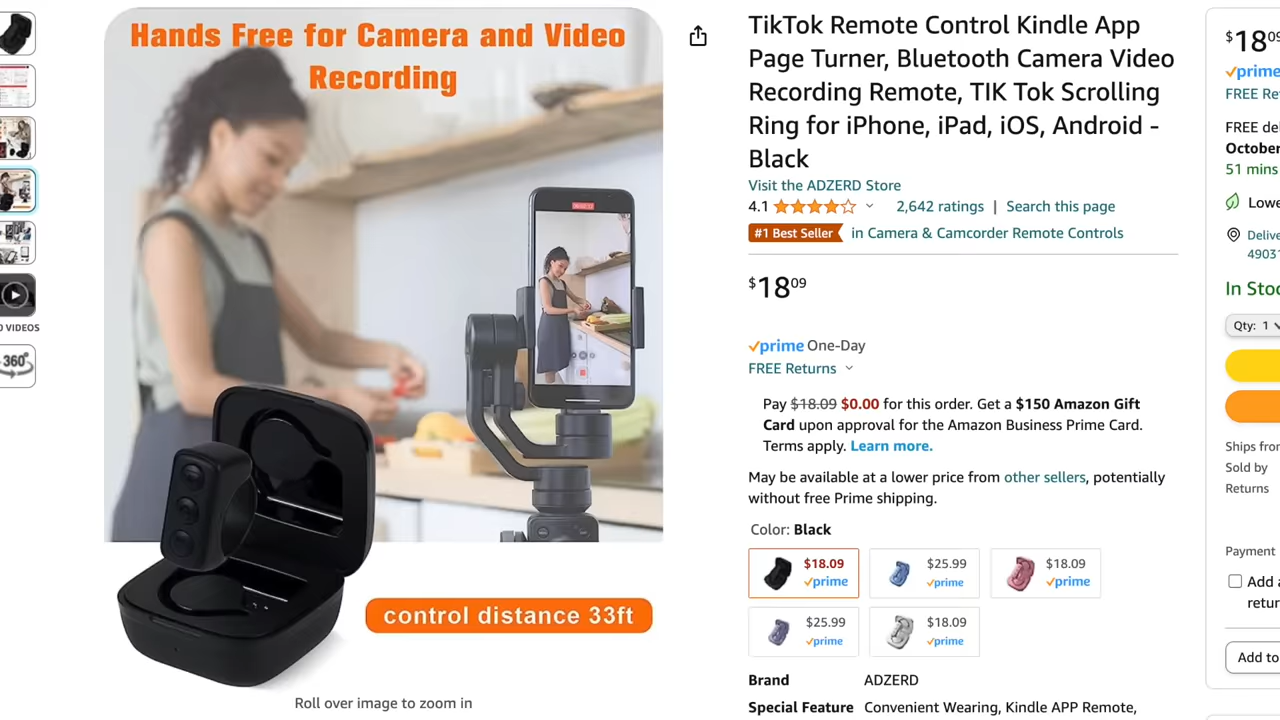 Hands Free for Camera and Video
Recording
control distance 33ft
Roll over image to zoom in
VIDEOS
360°
TikTok Remote Control Kindle App
Page Turner, Bluetooth Camera Video
Recording Remote, TIK Tok Scrolling
Ring for iPhone, iPad, iOS, Android -
Black
Visit the ADZERD Store
4.1 2,642 ratings | Search this page
#1 Best Seller in Camera & Camcorder Remote Controls
$1809
prime One-Day
FREE Returns
Pay $18.09 $0.00 for this order. Get a $150 Amazon Gift
Card upon approval for the Amazon Business Prime Card.
Terms apply. Learn more.
May be available at a lower price from other sellers, potentially
without free Prime shipping.
Color: Black
$18.09 $25.99 $18.09
prime prime prime
$25.99 $18.09
prime prime
Brand ADZERD
Special Feature Convenient Wearing, Kindle APP Remote,
$1809
prime
FREE Re
FREE de
October
51 mins
Lowe
Delive
4903
In Sto
Qty: 1
Ships from
Sold by
Returns
Payment
Add a
retur
Add to